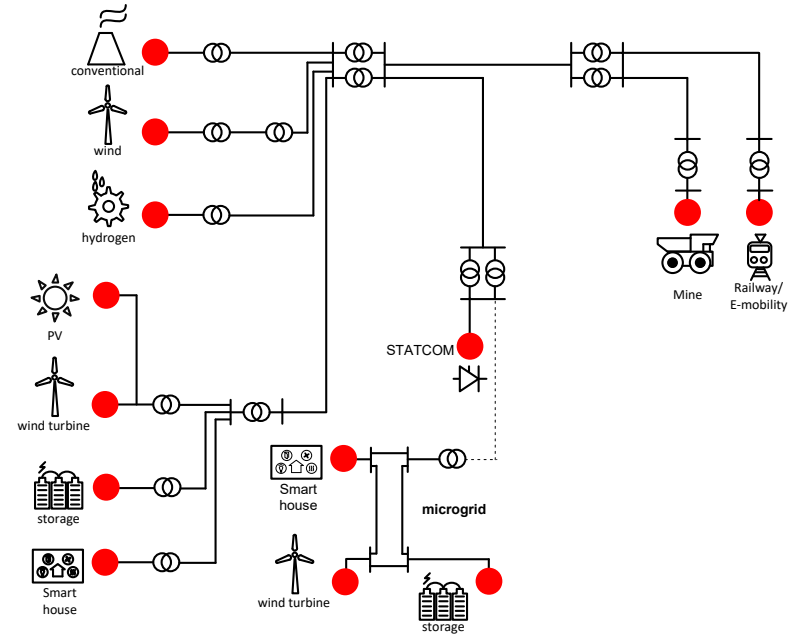 conventional
wind
hydrogen
PV
wind turbine
storage
Smart
house
STATCOM
Smart
house
microgrid
wind turbine
storage
Mine
Railway/
E-mobility